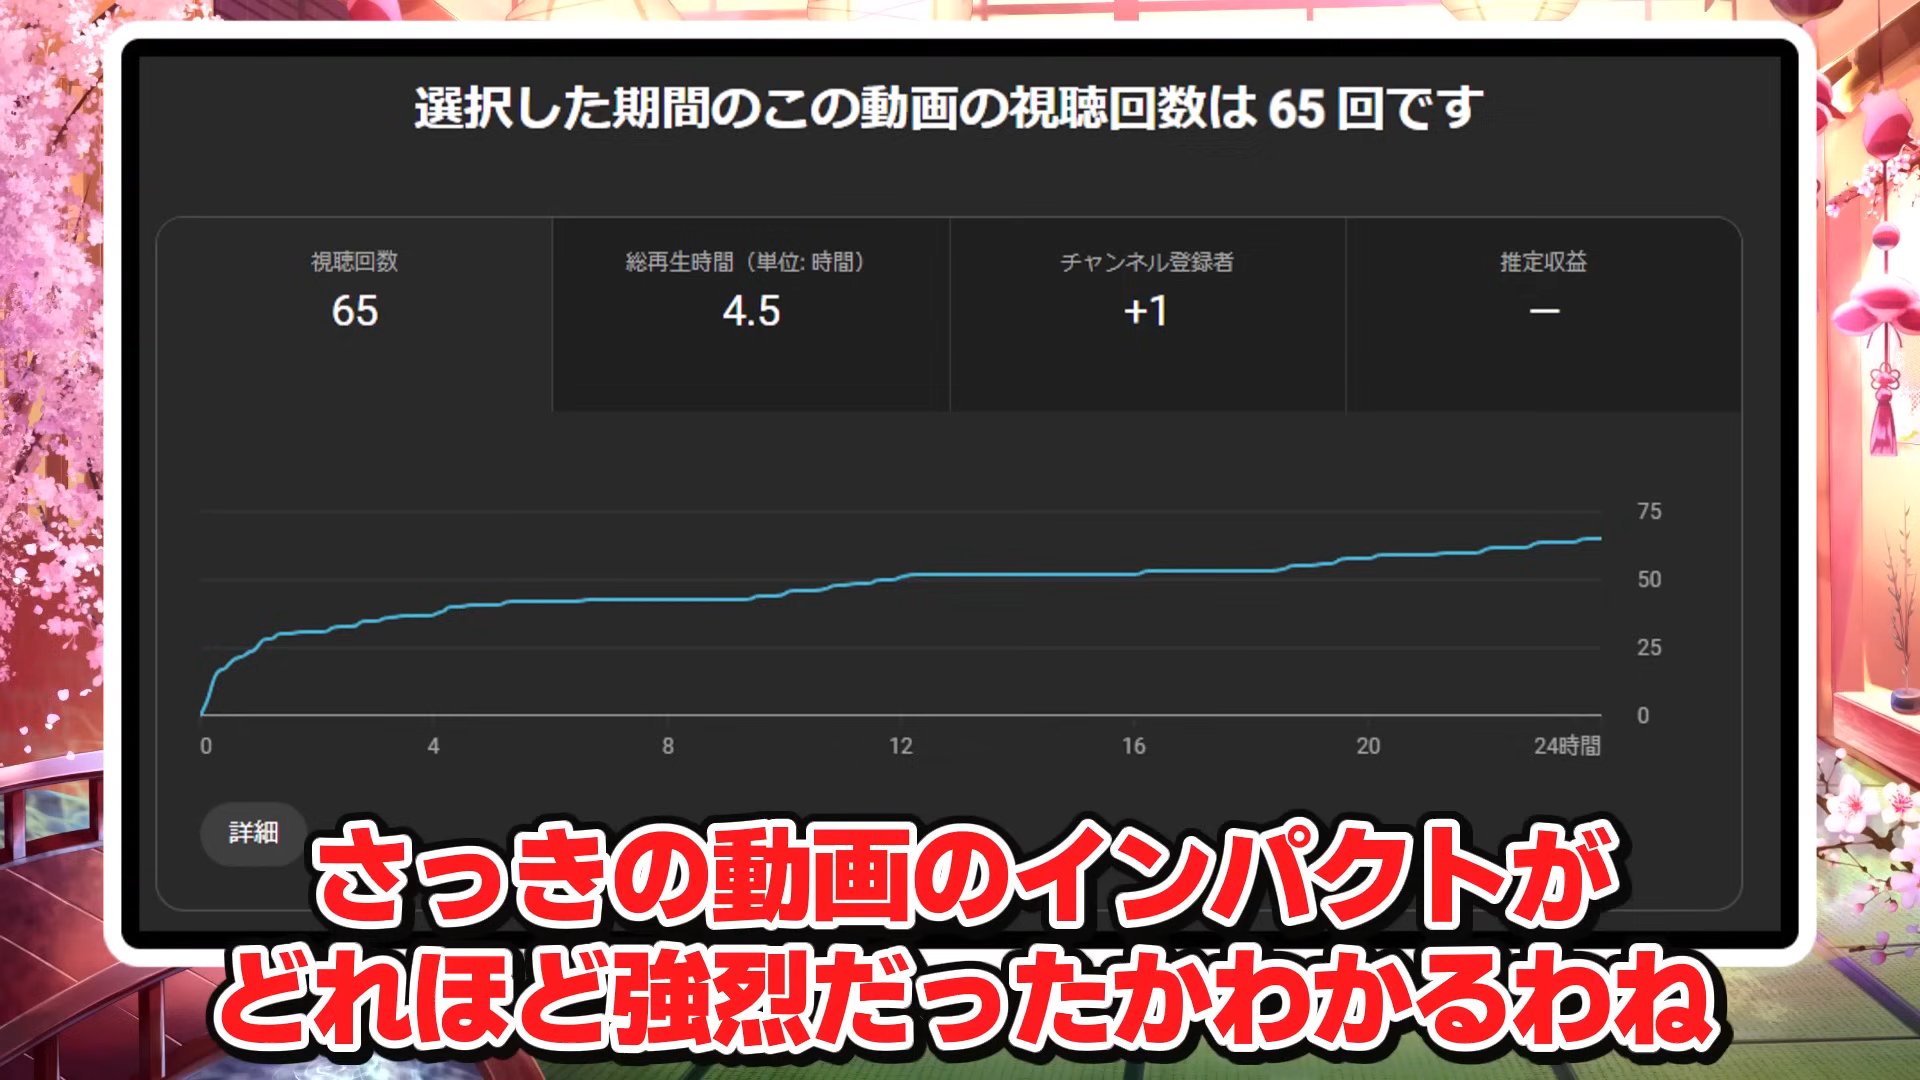 選択した期間のこの動画の視聴回数は 65 回です
視聴回数
65
総再生時間（単位: 時間）
4.5
チャンネル登録者
+1
推定収益
—
75
50
25
0
0 4 8 12 16 20 24時間
詳細
さっきの動画のインパクトが
どれほど強烈だったかわかるわね